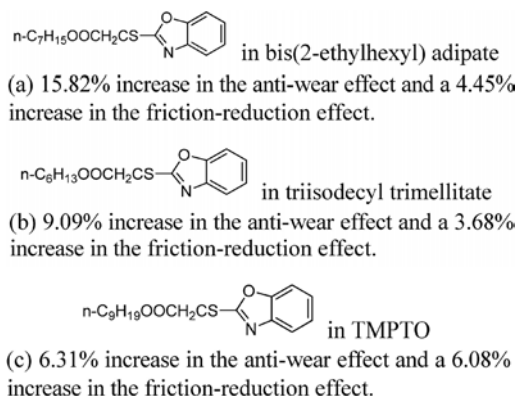 n-C₇H₁₅OOCH₂CS O N in bis(2-ethylhexyl) adipate
(a) 15.82% increase in the anti-wear effect and a 4.45%
increase in the friction-reduction effect.
n-C₆H₁₃OOCH₂CS O N in triisodecyl trimellitate
(b) 9.09% increase in the anti-wear effect and a 3.68%
increase in the friction-reduction effect.
n-C₉H₁₉OOCH₂CS O N in TMPTO
(c) 6.31% increase in the anti-wear effect and a 6.08%
increase in the friction-reduction effect.